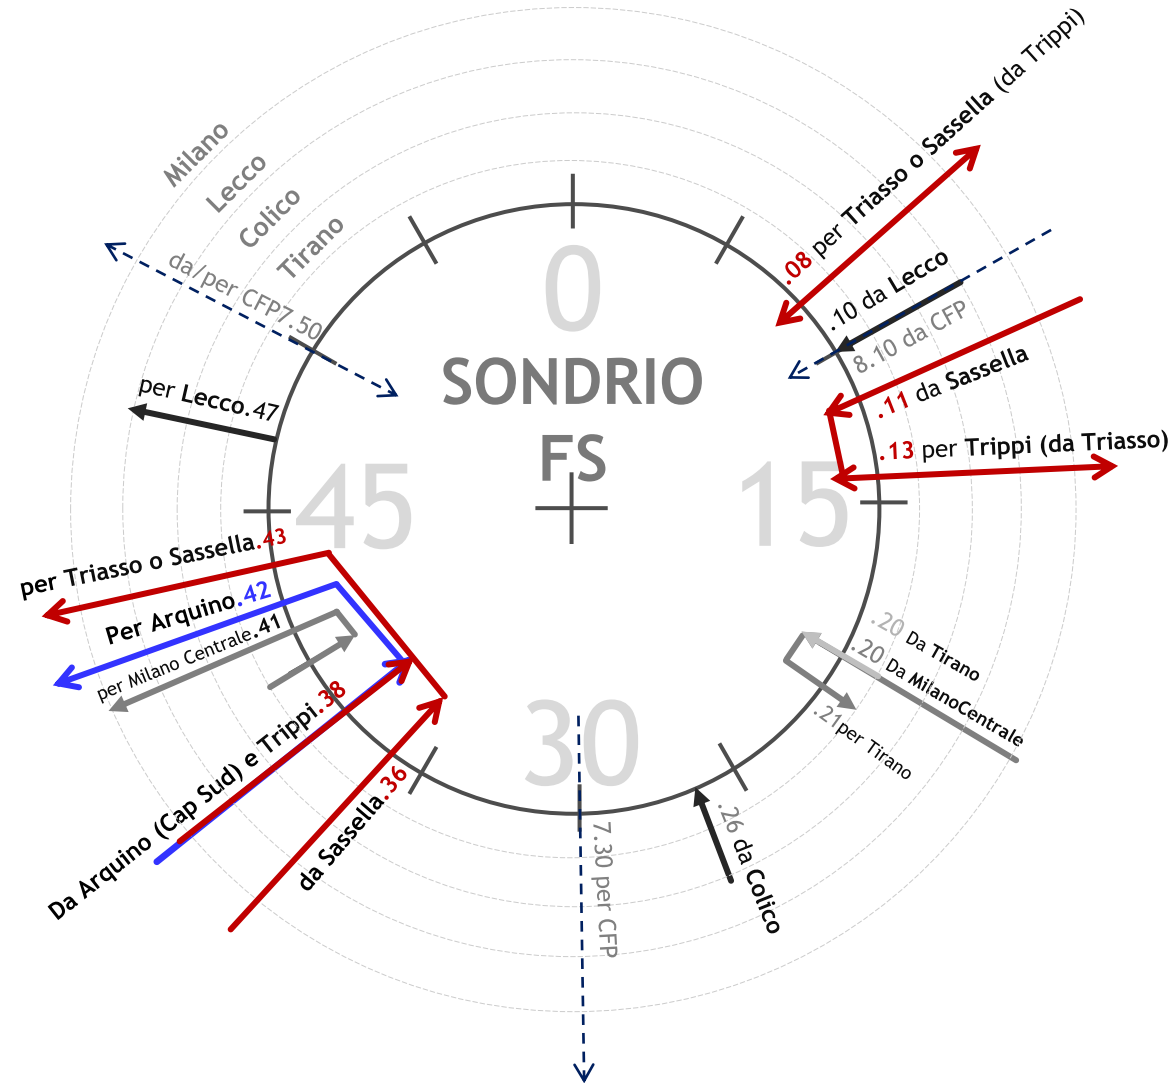 Milano
Lecco
Colico
Tirano
da/per CFP7.50
per Lecco.47
0
SONDRIO
FS
45
15
30
.08 per Triasso o Sassella (da Trippi)
.10 da Lecco
8.10 da CFP
.11 da Sassella
.13 per Trippi (da Triasso)
.20 Da Tirano
.20 Da MilanoCentrale
.21per Tirano
.26 da Colico
7.30 per CFP
da Sassella.36
Da Arquino (Cap Sud) e Trippi.38
per Milano Centrale.41
Per Arquino.42
per Triasso o Sassella.43